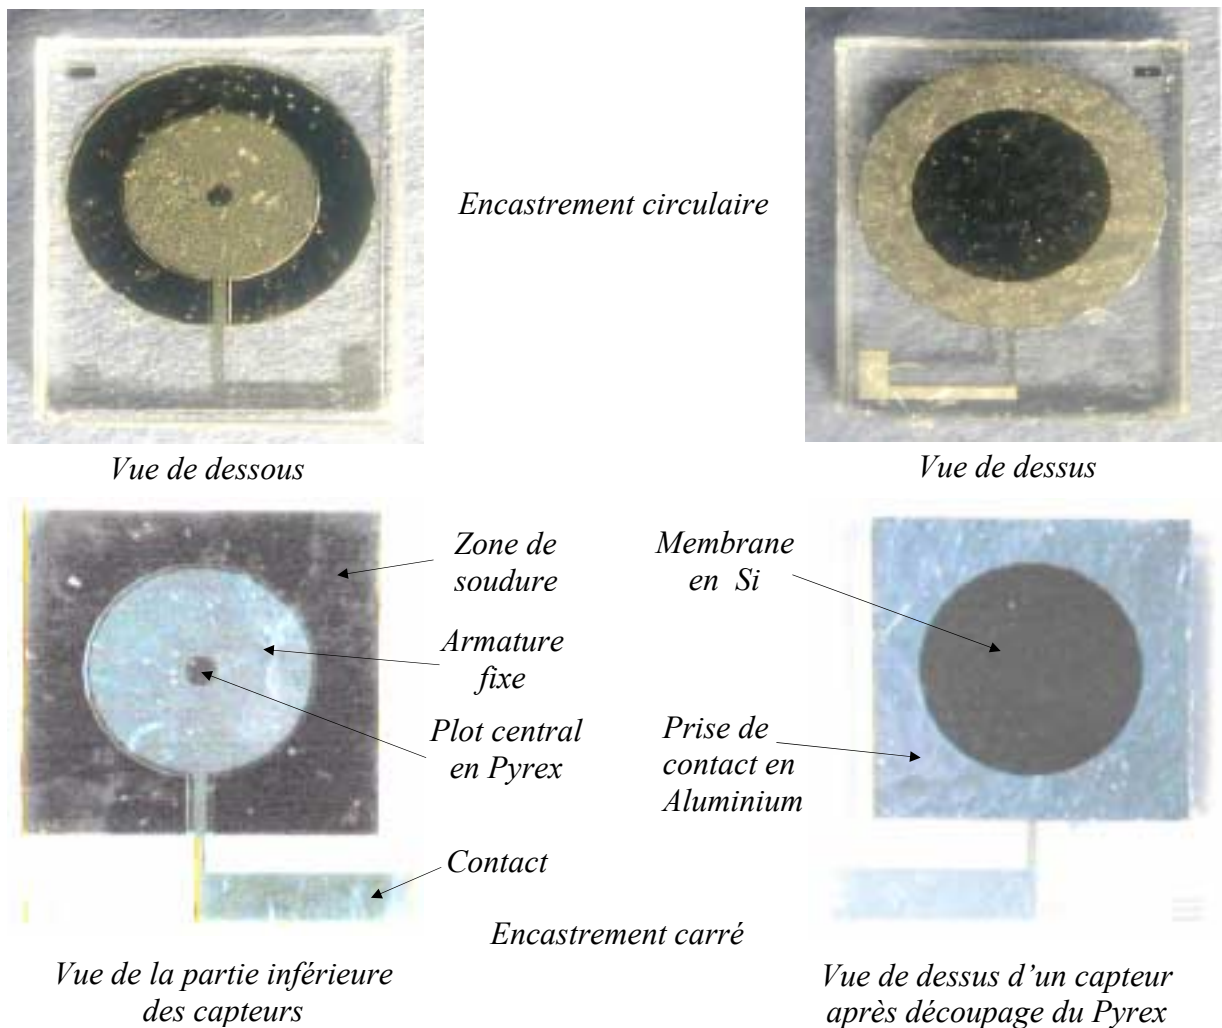 Encastrement circulaire
Vue de dessous
Vue de dessus
Zone de
soudure
Membrane
en Si
Armature
fixe
Plot central
en Pyrex
Prise de
contact en
Aluminium
Contact
Encastrement carré
Vue de la partie inférieure
des capteurs
Vue de dessus d'un capteur
après découpage du Pyrex